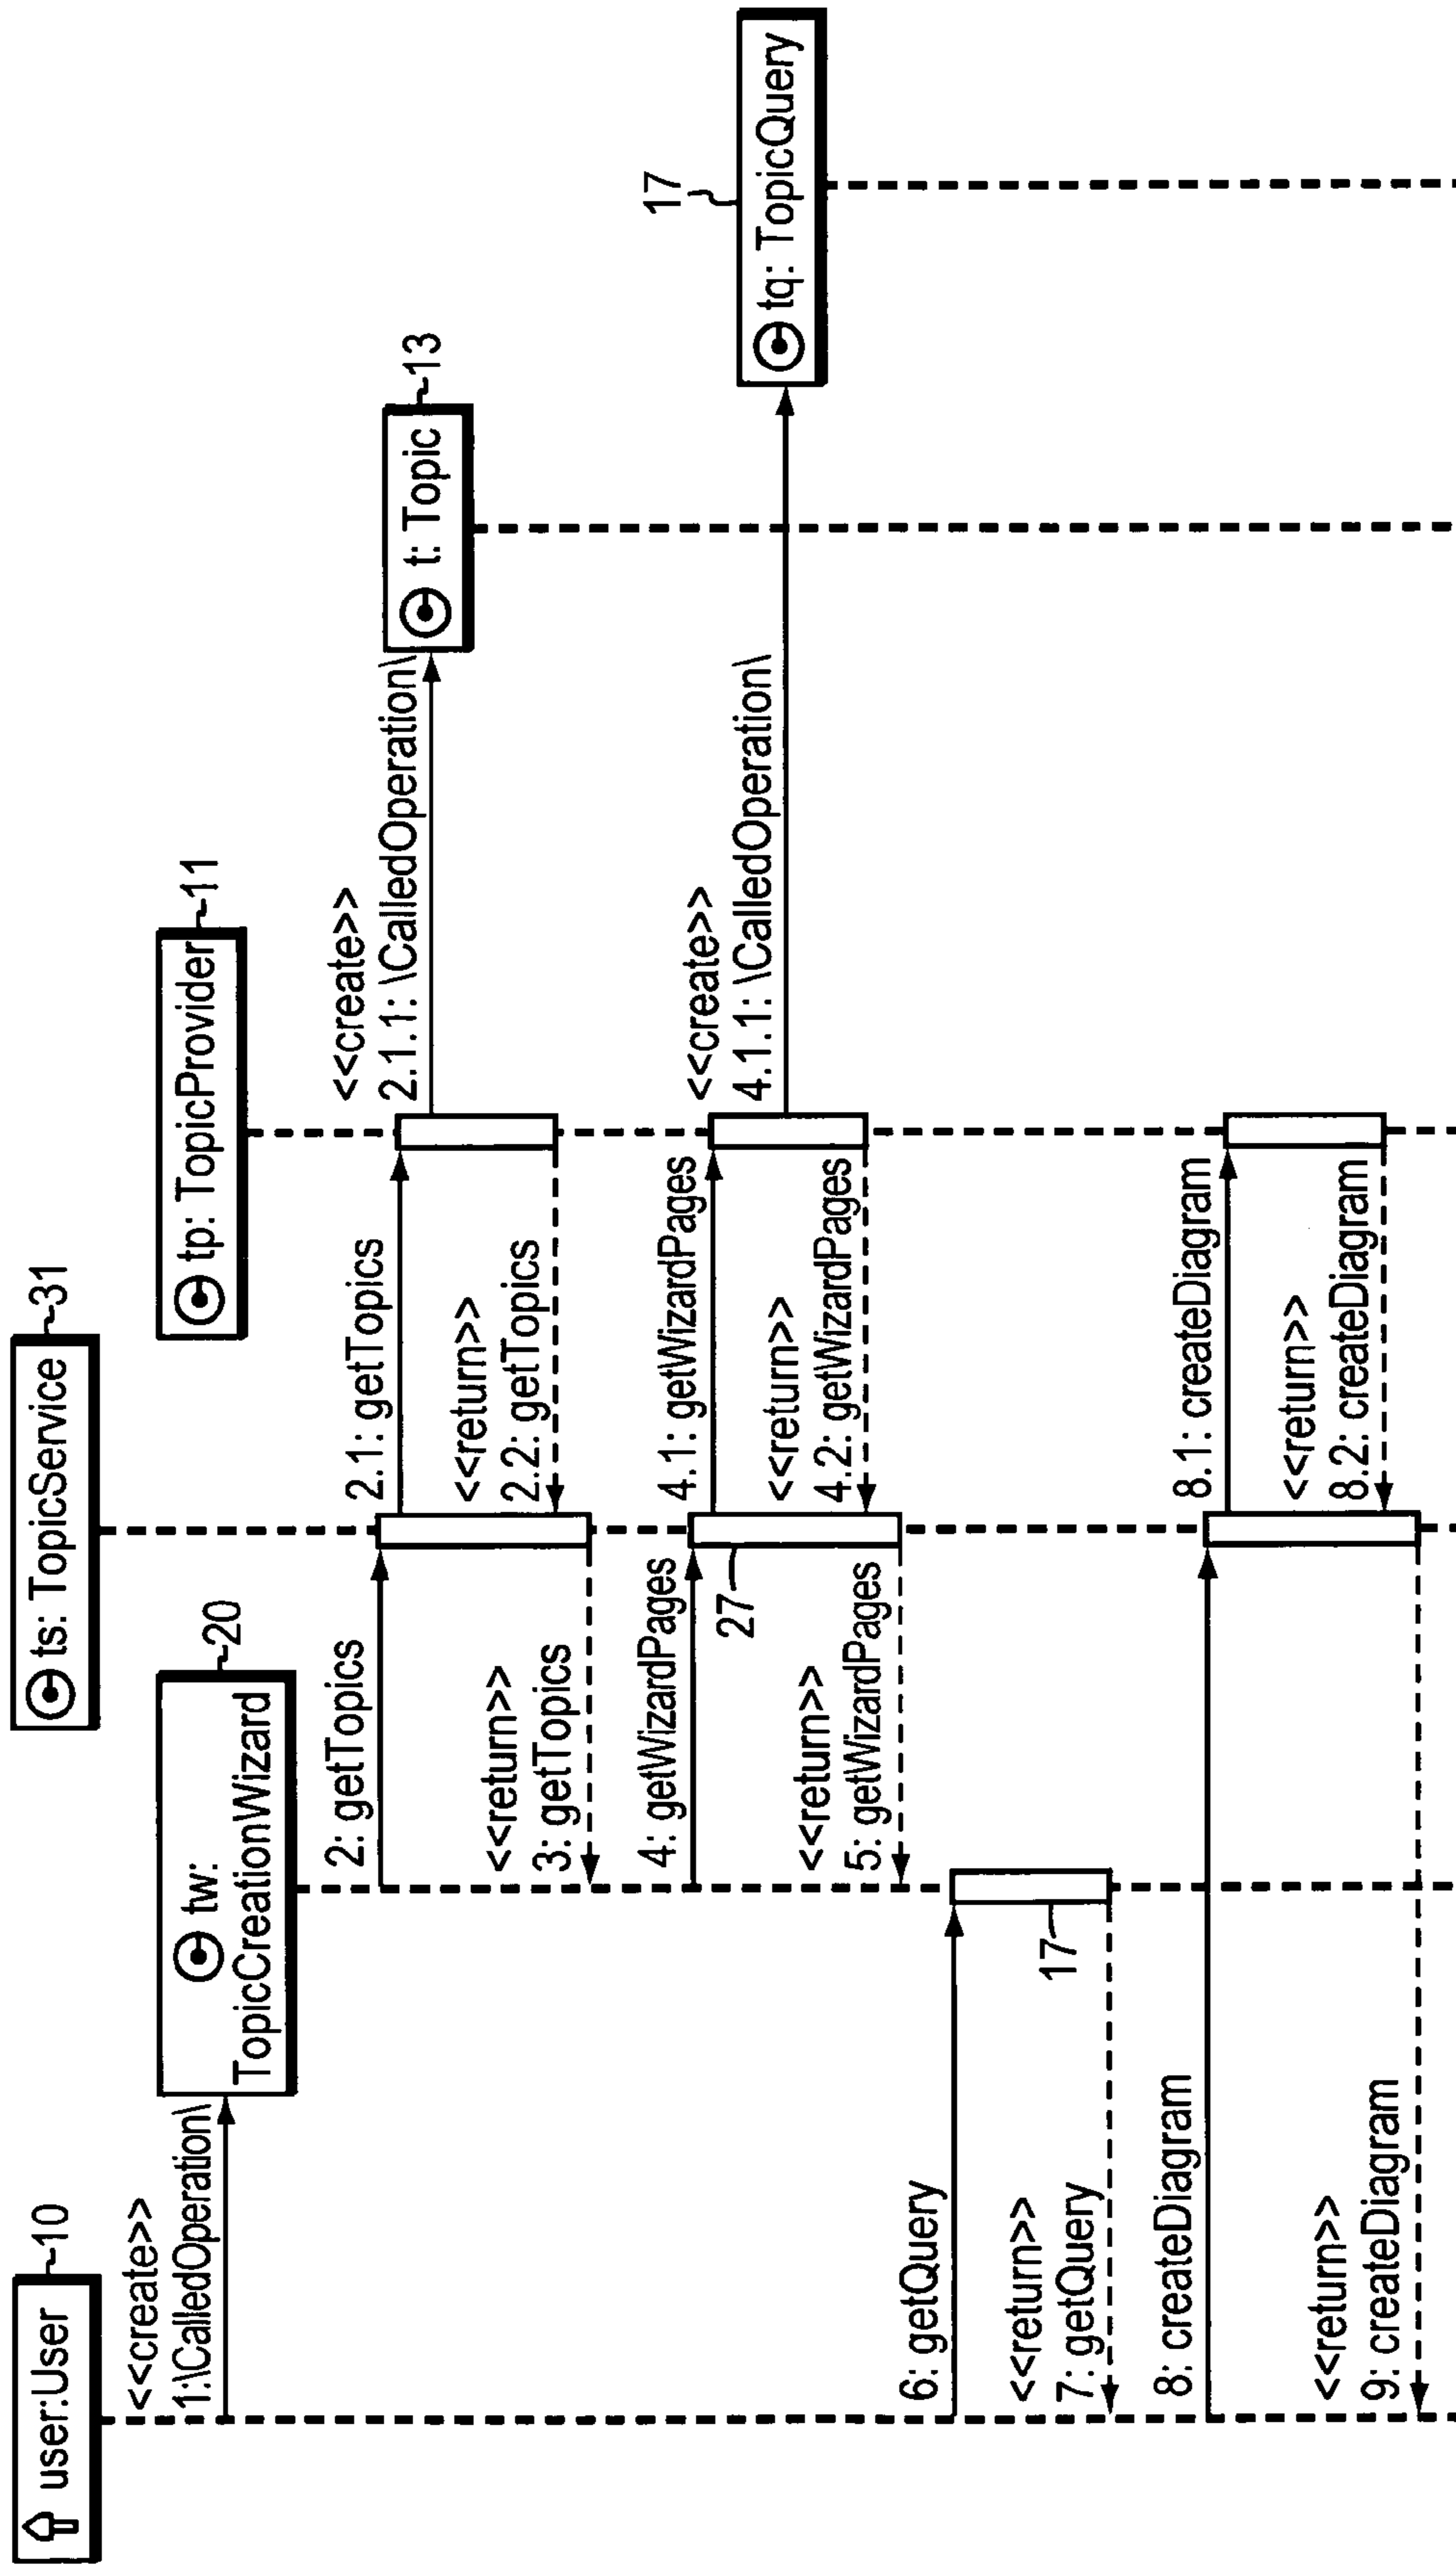 user:User
10
ts: TopicService
31
tw:
TopicCreationWizard
20
tp: TopicProvider
11
<<create>>
1:\CalledOperation\
t: Topic
13
<<create>>
2.1.1: \CalledOperation\
2: getTopics
2.1: getTopics
<<return>>
2.2: getTopics
<<return>>
3: getTopics
tq: TopicQuery
17
<<create>>
4.1.1: \CalledOperation\
4: getWizardPages
4.1: getWizardPages
27
<<return>>
4.2: getWizardPages
<<return>>
5: getWizardPages
6: getQuery
17
<<return>>
7: getQuery
8: createDiagram
8.1: createDiagram
<<return>>
8.2: createDiagram
<<return>>
9: createDiagram